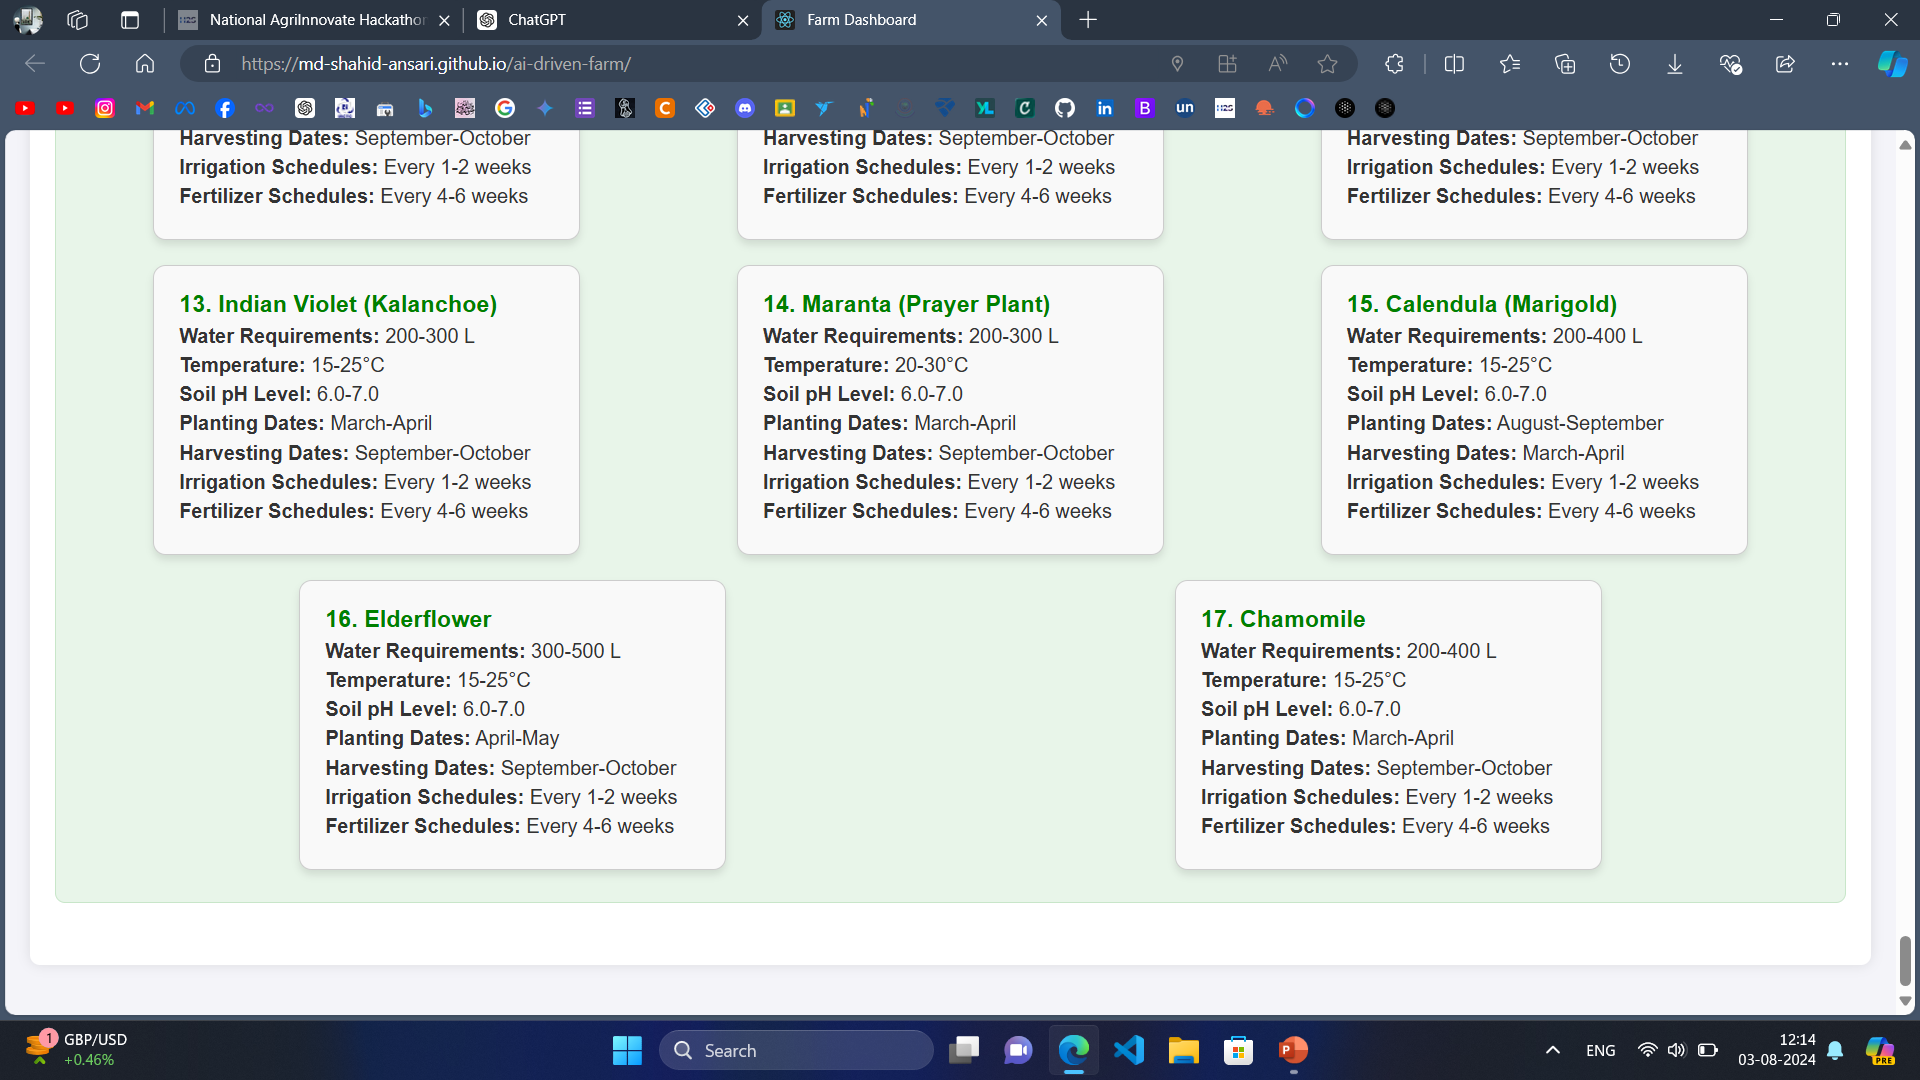 National AgriInnovate Hackathon
ChatGPT
Farm Dashboard
https://md-shahid-ansari.github.io/ai-driven-farm/
Harvesting Dates: September-October
Irrigation Schedules: Every 1-2 weeks
Fertilizer Schedules: Every 4-6 weeks
Harvesting Dates: September-October
Irrigation Schedules: Every 1-2 weeks
Fertilizer Schedules: Every 4-6 weeks
Harvesting Dates: September-October
Irrigation Schedules: Every 1-2 weeks
Fertilizer Schedules: Every 4-6 weeks
13. Indian Violet (Kalanchoe)
Water Requirements: 200-300 L
Temperature: 15-25°C
Soil pH Level: 6.0-7.0
Planting Dates: March-April
Harvesting Dates: September-October
Irrigation Schedules: Every 1-2 weeks
Fertilizer Schedules: Every 4-6 weeks
14. Maranta (Prayer Plant)
Water Requirements: 200-300 L
Temperature: 20-30°C
Soil pH Level: 6.0-7.0
Planting Dates: March-April
Harvesting Dates: September-October
Irrigation Schedules: Every 1-2 weeks
Fertilizer Schedules: Every 4-6 weeks
15. Calendula (Marigold)
Water Requirements: 200-400 L
Temperature: 15-25°C
Soil pH Level: 6.0-7.0
Planting Dates: August-September
Harvesting Dates: March-April
Irrigation Schedules: Every 1-2 weeks
Fertilizer Schedules: Every 4-6 weeks
16. Elderflower
Water Requirements: 300-500 L
Temperature: 15-25°C
Soil pH Level: 6.0-7.0
Planting Dates: April-May
Harvesting Dates: September-October
Irrigation Schedules: Every 1-2 weeks
Fertilizer Schedules: Every 4-6 weeks
17. Chamomile
Water Requirements: 200-400 L
Temperature: 15-25°C
Soil pH Level: 6.0-7.0
Planting Dates: March-April
Harvesting Dates: September-October
Irrigation Schedules: Every 1-2 weeks
Fertilizer Schedules: Every 4-6 weeks
1
GBP/USD
+0.46%
Search
ENG
12:14
03-08-2024
PRE